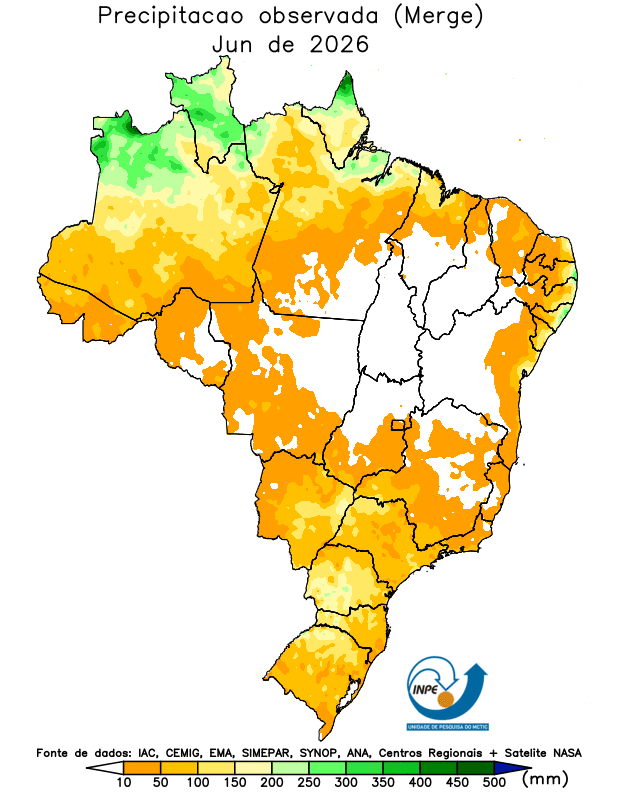 Precipitacao observada (Merge)
Jun de 2026
INPE
UNIDADE DE PESQUISA DO MCTIC
Fonte de dados: IAC, CEMIG, EMA, SIMEPAR, SYNOP, ANA, Centros Regionais + Satelite NASA
10 50 100 150 200 250 300 350 400 450 500 (mm)